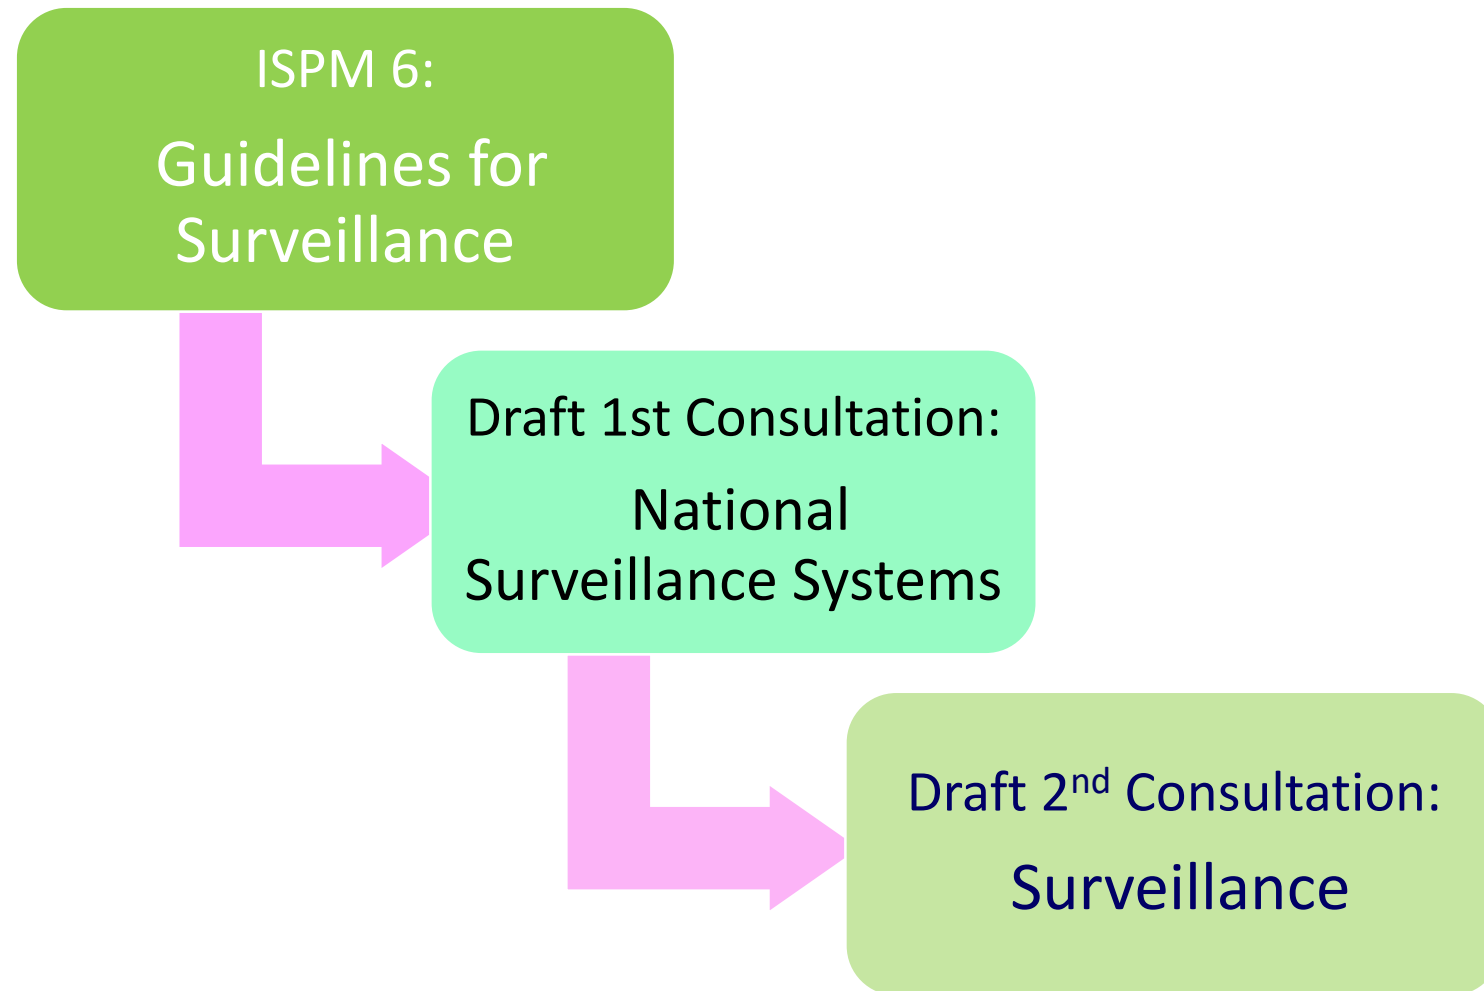 ISPM 6:
Guidelines for
Surveillance
Draft 1st Consultation:
National
Surveillance Systems
Draft 2nd Consultation:
Surveillance